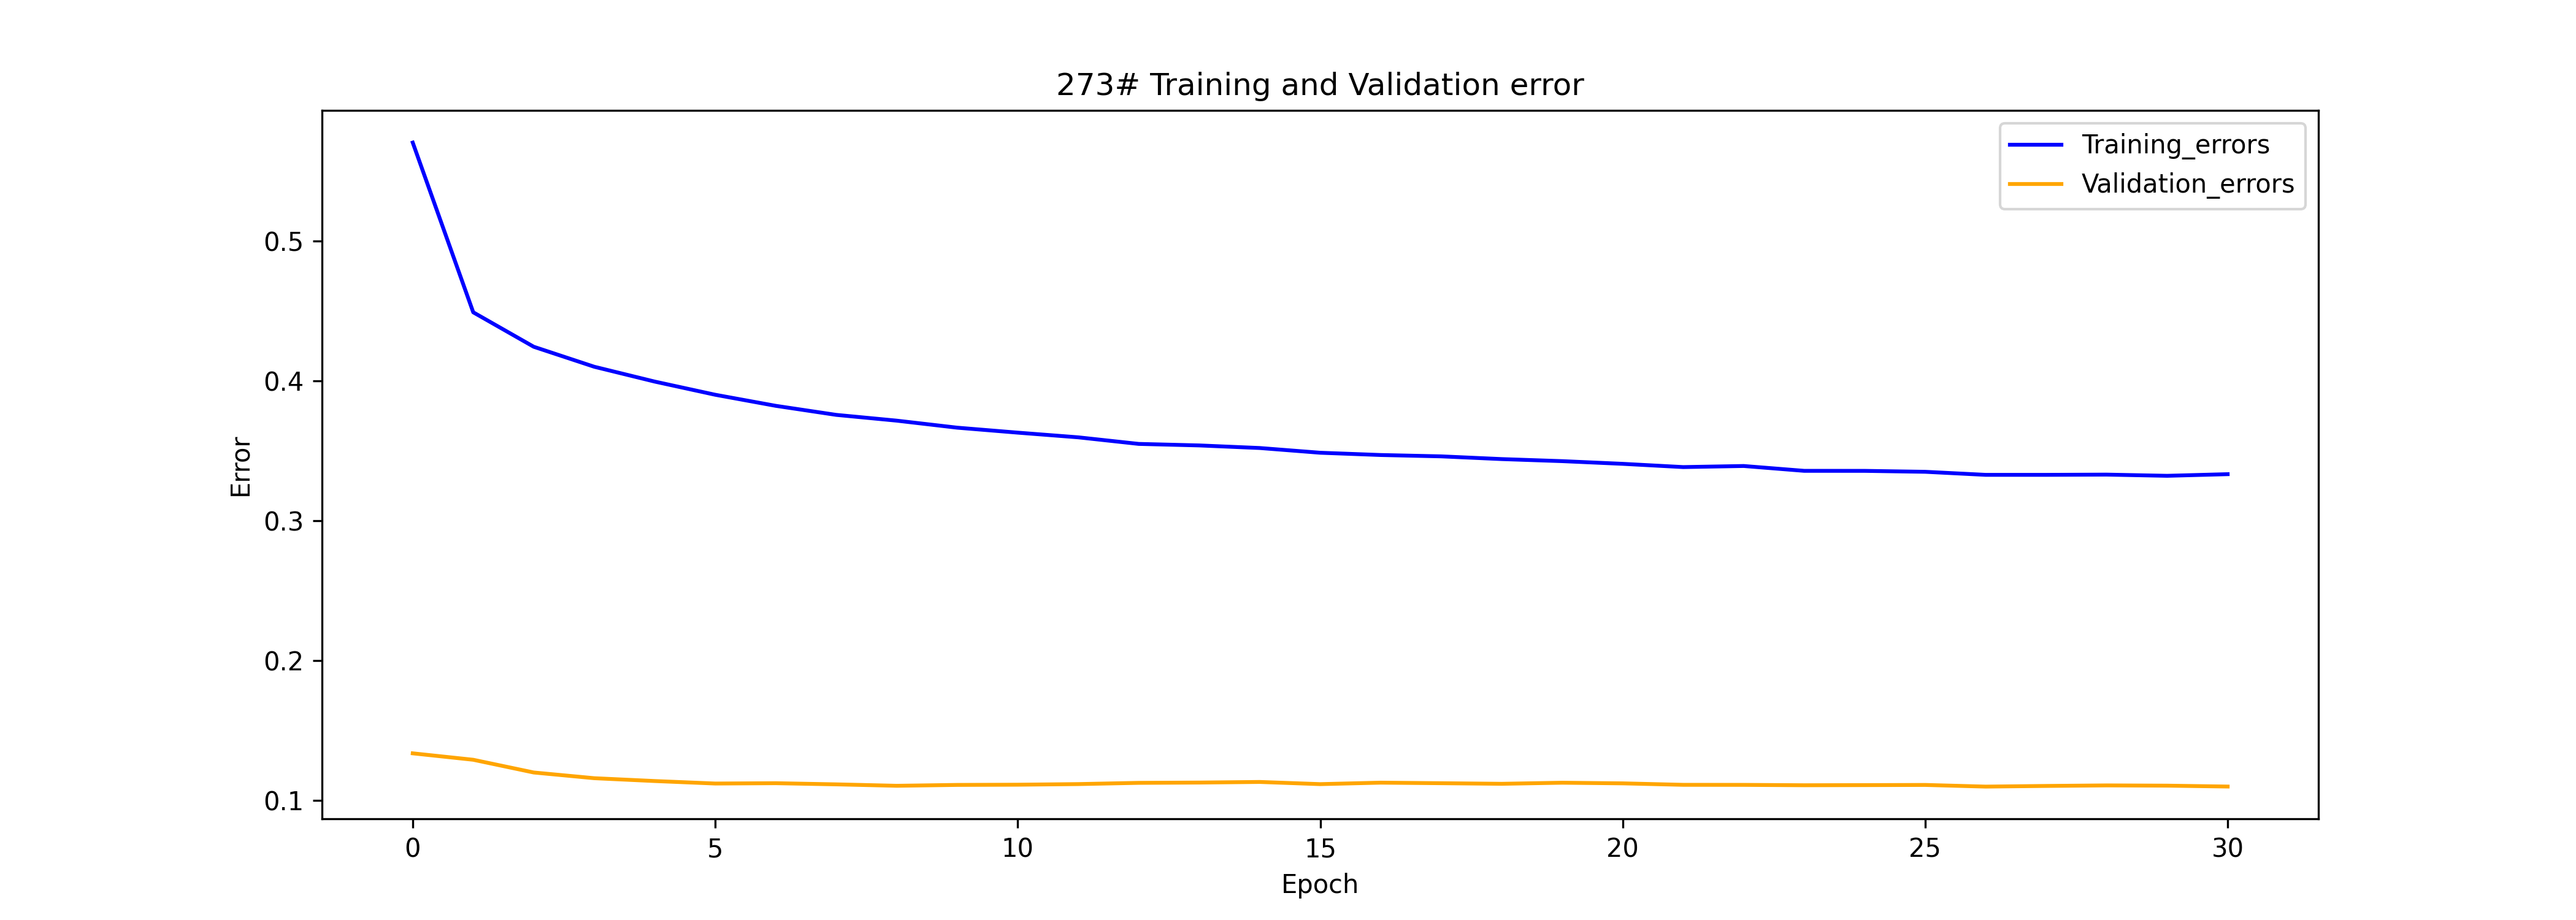 273# Training and Validation error
Training_errors
Validation_errors
0.5
0.4
0.3
0.2
0.1
Error
0 5 10 15 20 25 30
Epoch